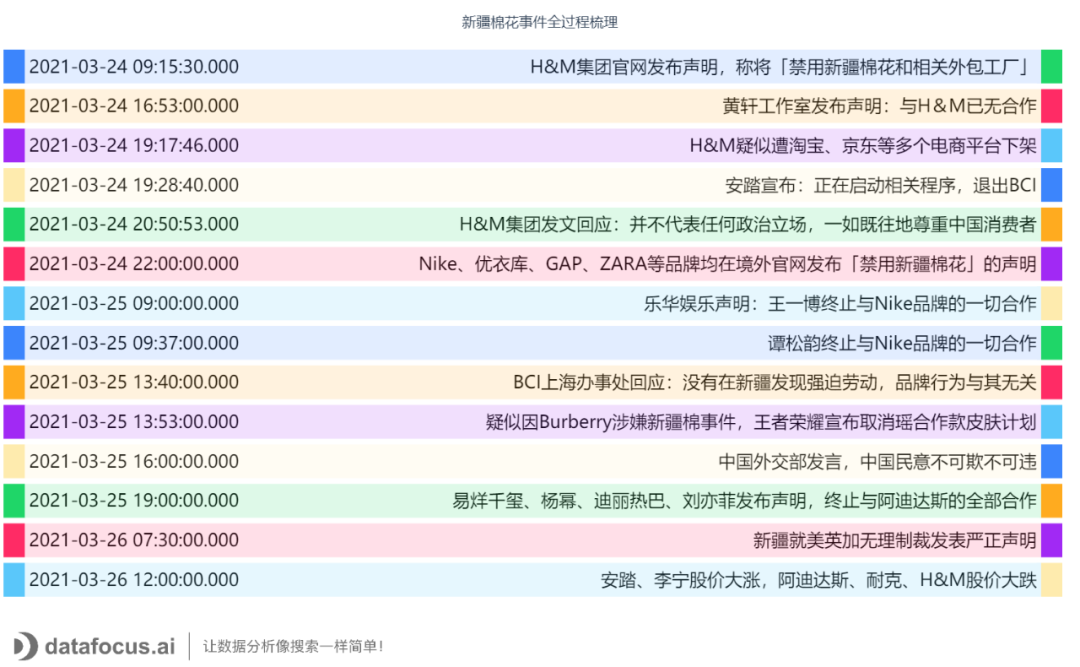 新疆棉花事件全过程梳理
2021-03-24 09:15:30.000 H&M集团官网发布声明，称将「禁用新疆棉花和相关外包工厂」
2021-03-24 16:53:00.000 黄轩工作室发布声明：与H＆M已无合作
2021-03-24 19:17:46.000 H&M疑似遭淘宝、京东等多个电商平台下架
2021-03-24 19:28:40.000 安踏宣布：正在启动相关程序，退出BCI
2021-03-24 20:50:53.000 H&M集团发文回应：并不代表任何政治立场，一如既往地尊重中国消费者
2021-03-24 22:00:00.000 Nike、优衣库、GAP、ZARA等品牌均在境外官网发布「禁用新疆棉花」的声明
2021-03-25 09:00:00.000 乐华娱乐声明：王一博终止与Nike品牌的一切合作
2021-03-25 09:37:00.000 谭松韵终止与Nike品牌的一切合作
2021-03-25 13:40:00.000 BCI上海办事处回应：没有在新疆发现强迫劳动，品牌行为与其无关
2021-03-25 13:53:00.000 疑似因Burberry涉嫌新疆棉事件，王者荣耀宣布取消瑶合作款皮肤计划
2021-03-25 16:00:00.000 中国外交部发言，中国民意不可欺不可违
2021-03-25 19:00:00.000 易烊千玺、杨幂、迪丽热巴、刘亦菲发布声明，终止与阿迪达斯的全部合作
2021-03-26 07:30:00.000 新疆就美英加无理制裁发表严正声明
2021-03-26 12:00:00.000 安踏、李宁股价大涨，阿迪达斯、耐克、H&M股价大跌
datafocus.ai 让数据分析像搜索一样简单!